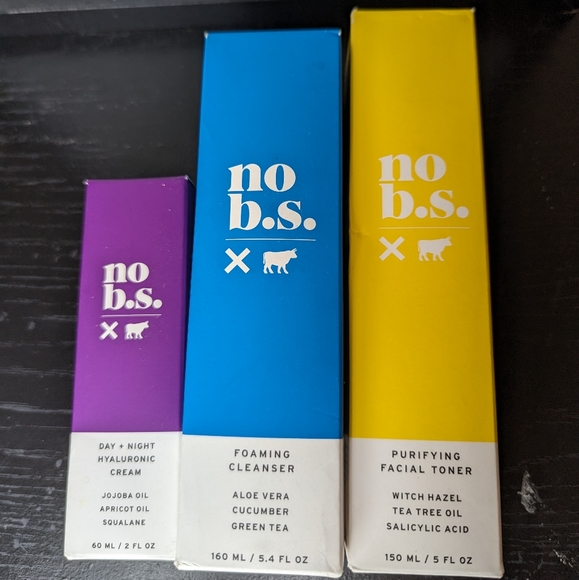 no
b.s.
DAY + NIGHT
HYALURONIC
CREAM
JOJOBA OIL
APRICOT OIL
SQUALANE
60 ML / 2 FL OZ
no
b.s.
FOAMING
CLEANSER
ALOE VERA
CUCUMBER
GREEN TEA
160 ML / 5.4 FL OZ
no
b.s.
PURIFYING
FACIAL TONER
WITCH HAZEL
TEA TREE OIL
SALICYLIC ACID
150 ML / 5 FL OZ